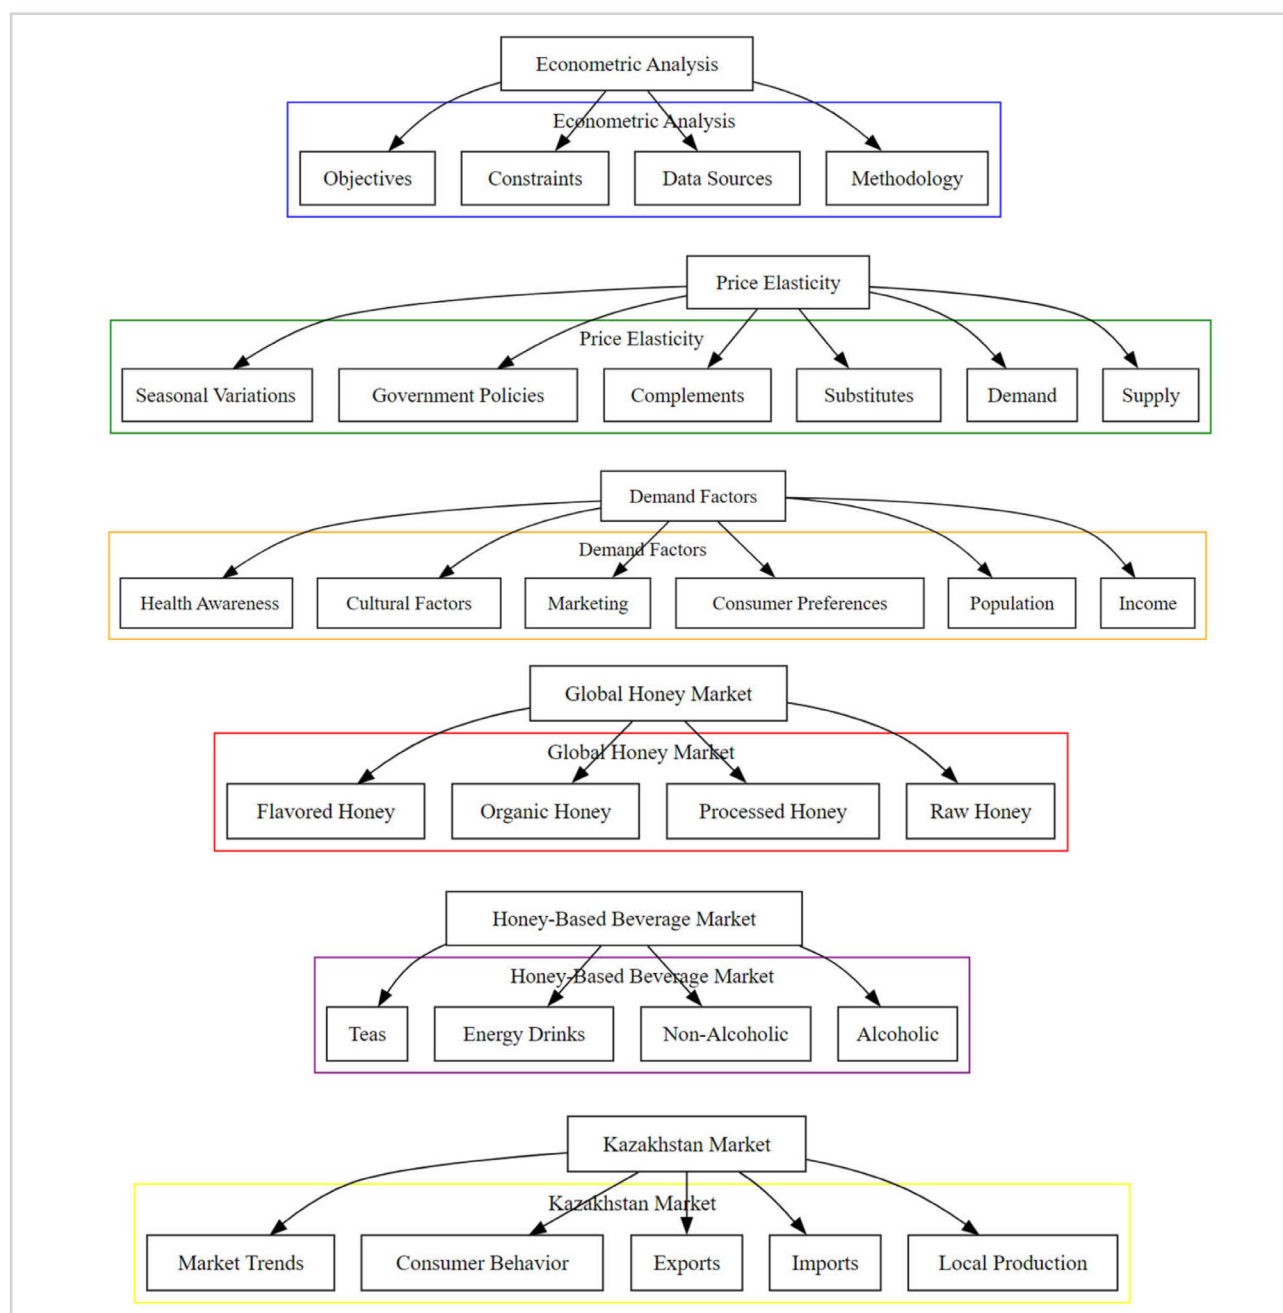 Econometric Analysis
Econometric Analysis
Objectives
Constraints
Data Sources
Methodology
Price Elasticity
Price Elasticity
Seasonal Variations
Government Policies
Complements
Substitutes
Demand
Supply
Demand Factors
Demand Factors
Health Awareness
Cultural Factors
Marketing
Consumer Preferences
Population
Income
Global Honey Market
Global Honey Market
Flavored Honey
Organic Honey
Processed Honey
Raw Honey
Honey-Based Beverage Market
Honey-Based Beverage Market
Teas
Energy Drinks
Non-Alcoholic
Alcoholic
Kazakhstan Market
Kazakhstan Market
Market Trends
Consumer Behavior
Exports
Imports
Local Production